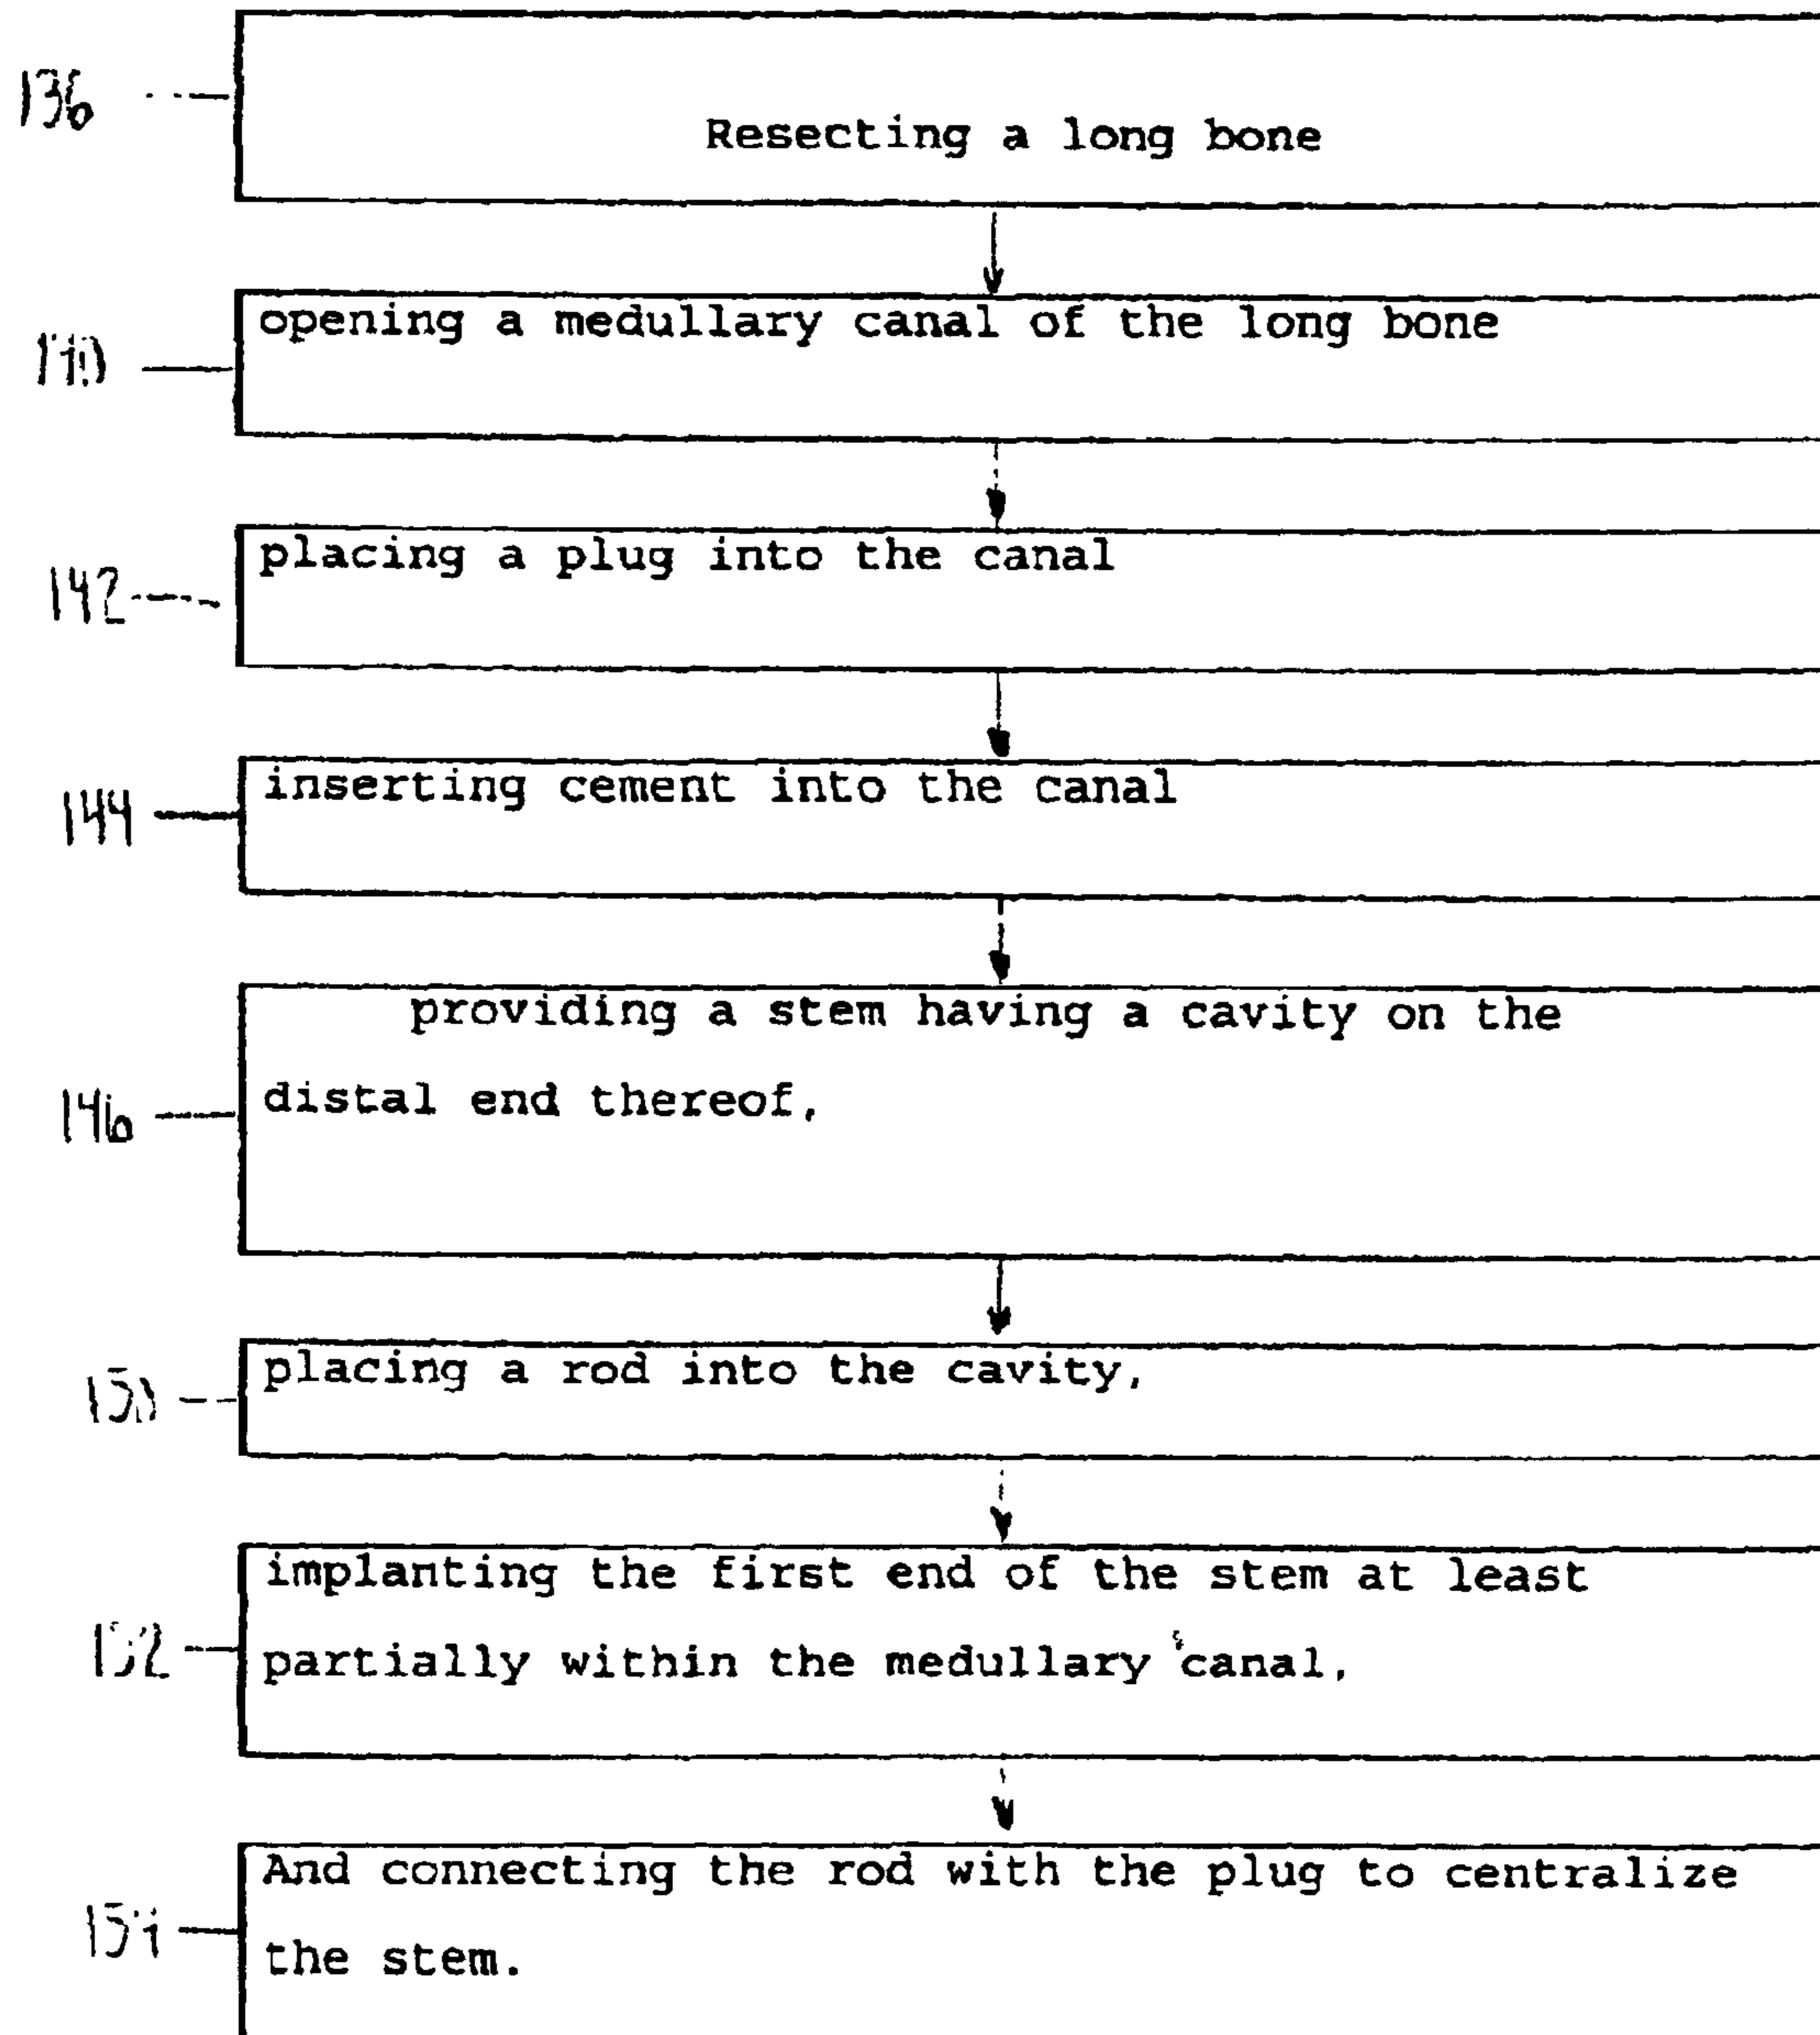 136
Resecting a long bone
opening a medullary canal of the long bone
142
placing a plug into the canal
144
inserting cement into the canal
providing a stem having a cavity on the
distal end thereof,
146
placing a rod into the cavity,
implanting the first end of the stem at least
partially within the medullary canal,
And connecting the rod with the plug to centralize
the stem.